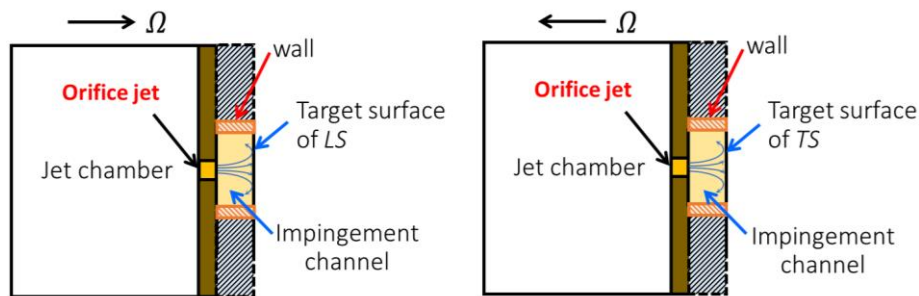 Ω
wall
Orifice jet
Target surface
of LS
Jet chamber
Impingement
channel
Ω
wall
Orifice jet
Target surface
of TS
Jet chamber
Impingement
channel